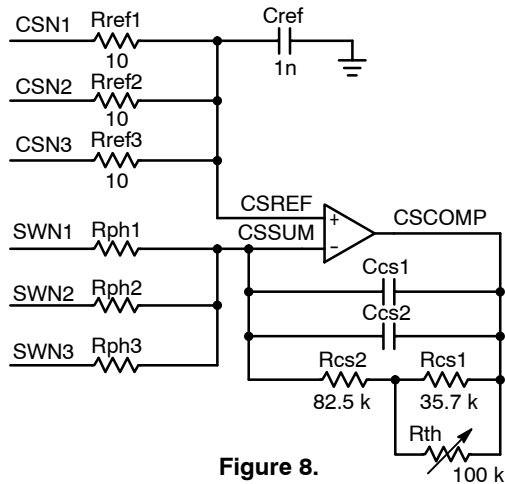 CSN1 Rref1 Cref
10 1n
CSN2 Rref2
10
CSN3 Rref3
10
CSREF
+
CSCOMP
SWN1 Rph1 CSSUM
−
Ccs1
SWN2 Rph2
Ccs2
SWN3 Rph3 Rcs2 Rcs1
82.5 k 35.7 k
Rth
100 k
Figure 8.